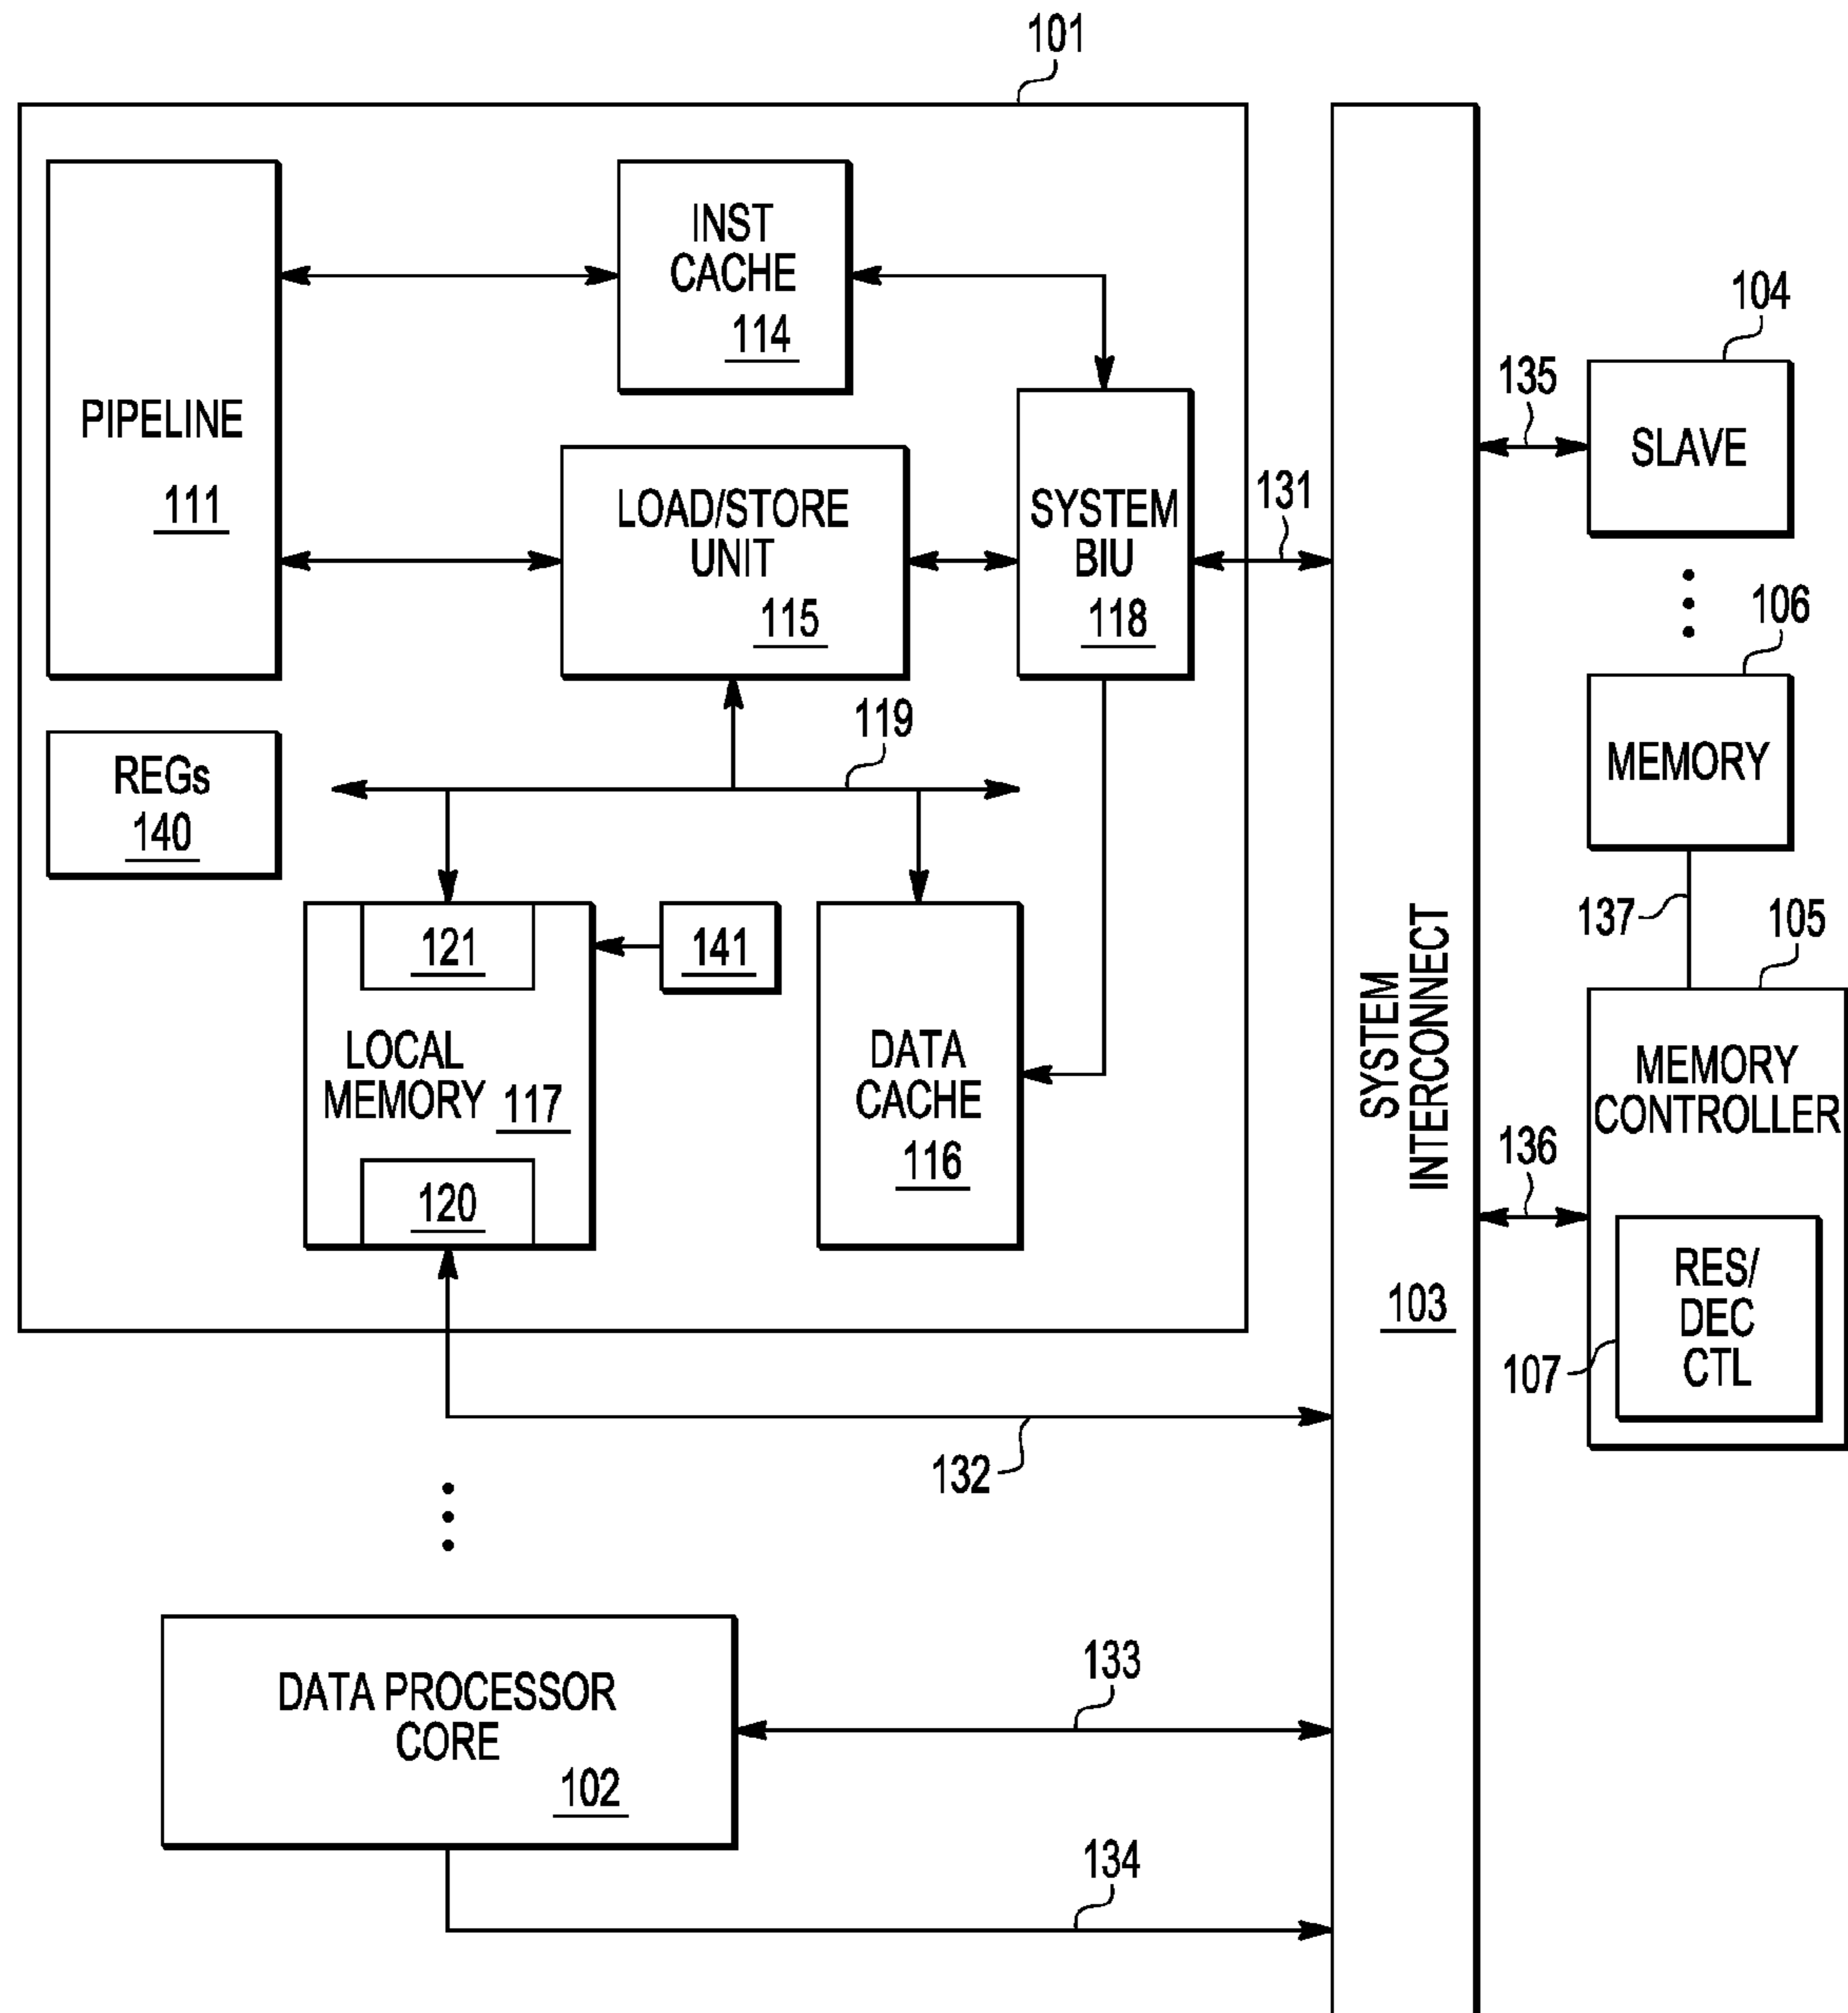 101
INST
CACHE
114
PIPELINE
111
LOAD/STORE
UNIT
115
SYSTEM
BIU
118
131
119
REGs
140
121
141
LOCAL
MEMORY 117
120
DATA
CACHE
116
132
DATA PROCESSOR
CORE
102
133
134
SYSTEM
INTERCONNECT
103
104
135
SLAVE
106
MEMORY
137
105
MEMORY
CONTROLLER
136
RES/
DEC
CTL
107